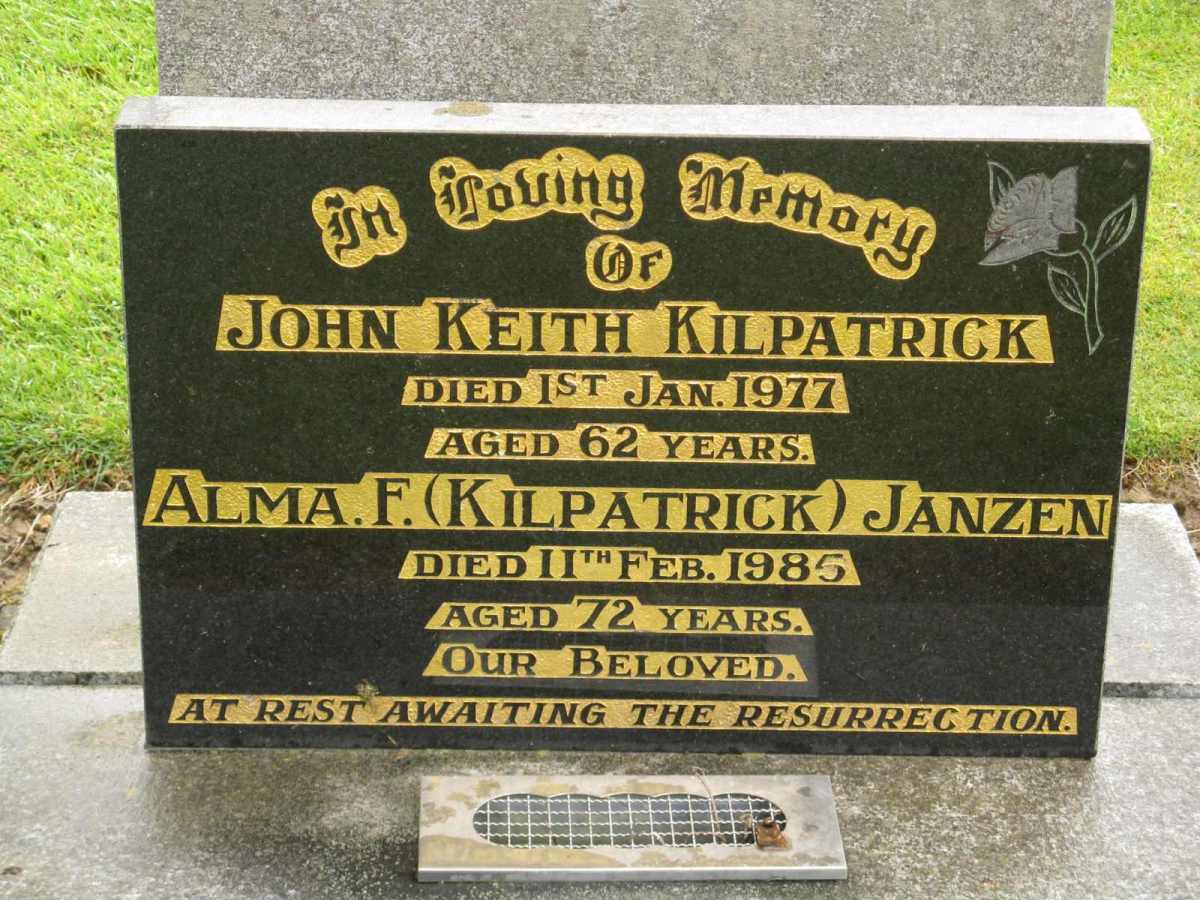 In Loving Memory
Of
JOHN KEITH KILPATRICK
DIED 1ST JAN. 1977
AGED 62 YEARS.
ALMA. F. (KILPATRICK) JANZEN
DIED 11TH FEB. 1985
AGED 72 YEARS.
OUR BELOVED.
AT REST AWAITING THE RESURRECTION.